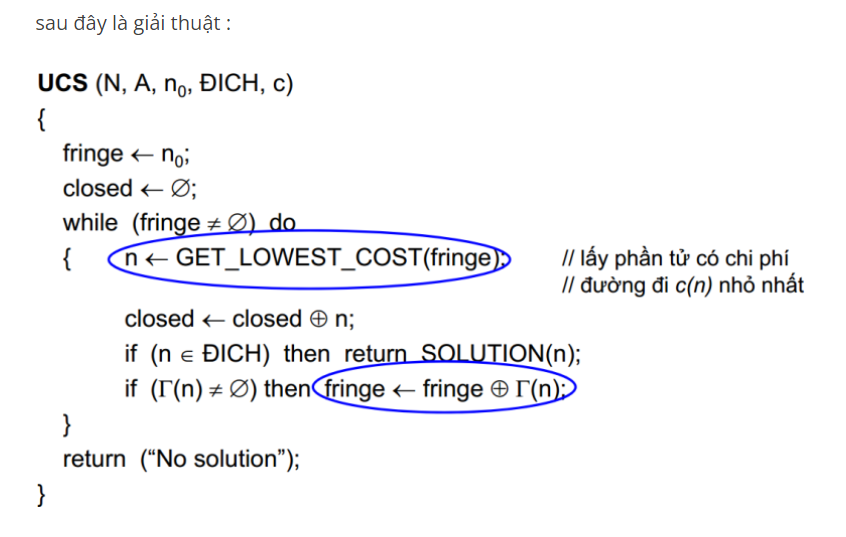 sau đây là giải thuật :
UCS (N, A, n₀, ĐICH, c)
{
fringe ← n₀;
closed ← ∅;
while (fringe ≠ ∅) do
{ n ← GET_LOWEST_COST(fringe); // lấy phần tử có chi phí
// đường đi c(n) nhỏ nhất
closed ← closed ⊕ n;
if (n ∈ ĐICH) then return SOLUTION(n);
if (Γ(n) ≠ ∅) then fringe ← fringe ⊕ Γ(n);
}
return (“No solution”);
}